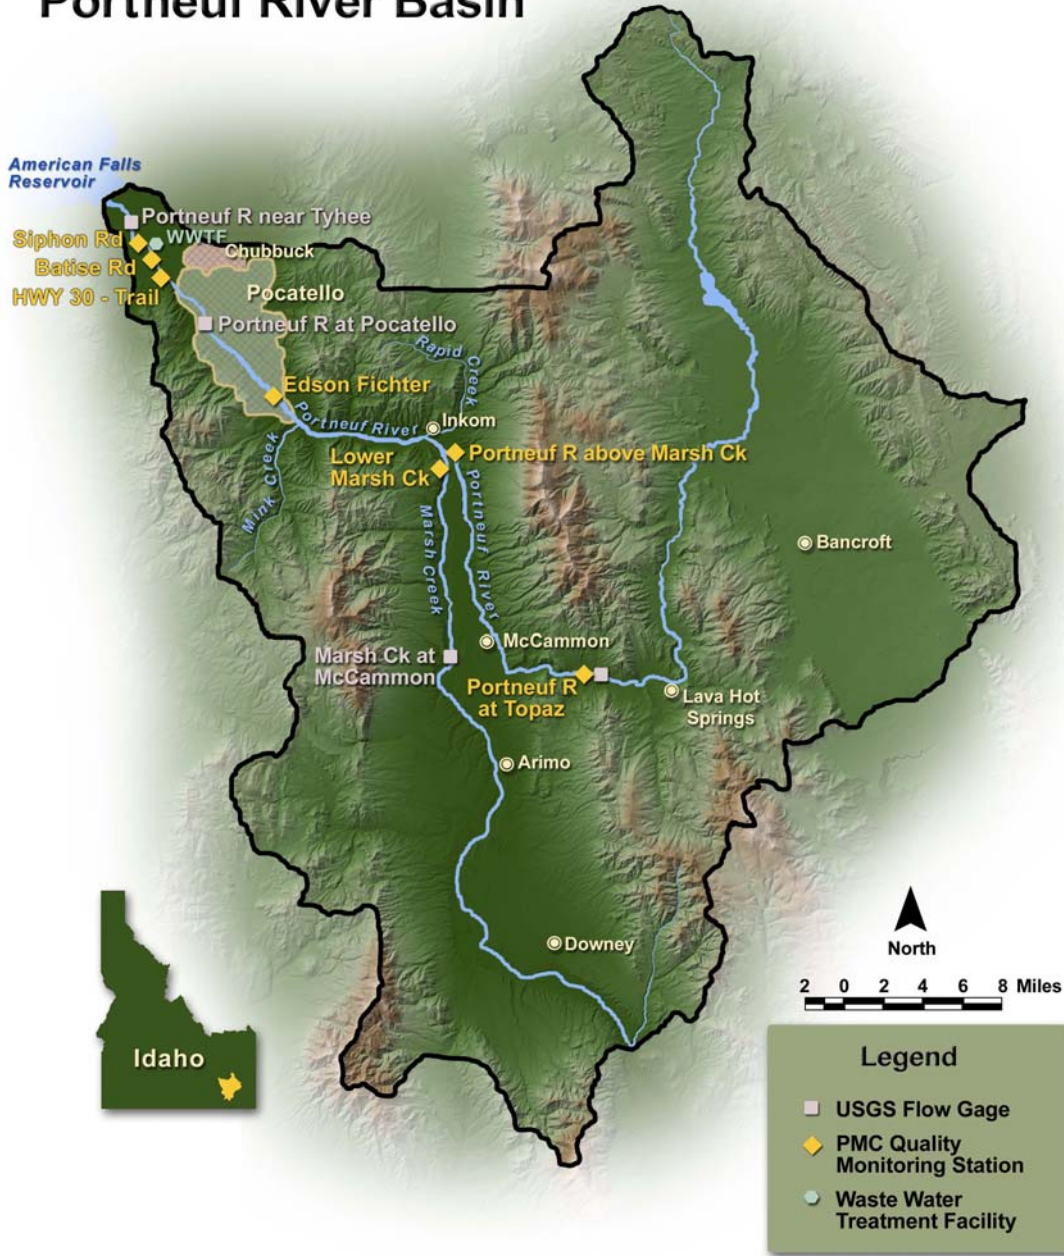 Portneuf River Basin
American Falls
Reservoir
Portneuf R near Tyhee
Siphon Rd
WWTF
Chubbuck
Batise Rd
HWY 30 - Trail
Pocatello
Portneuf R at Pocatello
Rapid Creek
Edson Fichter
Portneuf River
Inkom
Mink Creek
Lower
Marsh Ck
Portneuf R above Marsh Ck
Marsh Creek
Portneuf River
Bancroft
McCammon
Marsh Ck at
McCammon
Portneuf R
at Topaz
Lava Hot
Springs
Arimo
Downey
North
2 0 2 4 6 8 Miles
Idaho
Legend
USGS Flow Gage
PMC Quality
Monitoring Station
Waste Water
Treatment Facility